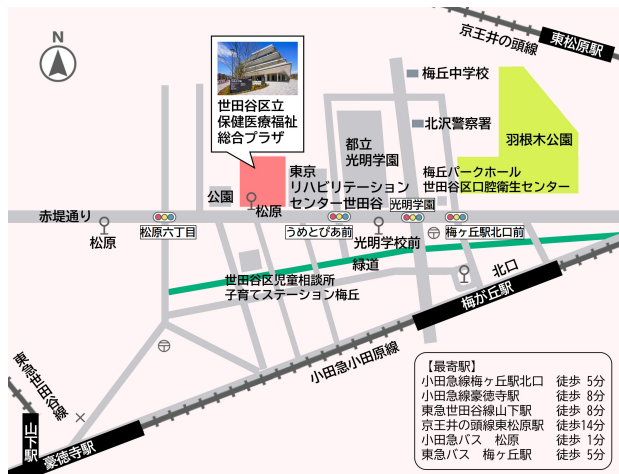 N
京王井の頭線
東松原駅
世田谷区立
保健医療福祉
総合プラザ
梅丘中学校
北沢警察署
羽根木公園
都立
光明学園
梅丘パークホール
世田谷区口腔衛生センター
東京
リハビリテーション
センター世田谷
公園
松原
光明学園
赤堤通り
松原
松原六丁目
うめとぴあ前
光明学校前
梅ヶ丘駅北口前
緑道
世田谷区児童相談所
子育てステーション梅丘
北口
梅が丘駅
小田急小田原線
東急世田谷線
山下駅
豪徳寺駅
【最寄駅】
小田急線梅ヶ丘駅北口 徒歩 5分
小田急線豪徳寺駅 徒歩 8分
東急世田谷線山下駅 徒歩 8分
京王井の頭線東松原駅 徒歩14分
小田急バス 松原 徒歩 1分
東急バス 梅ヶ丘駅 徒歩 5分